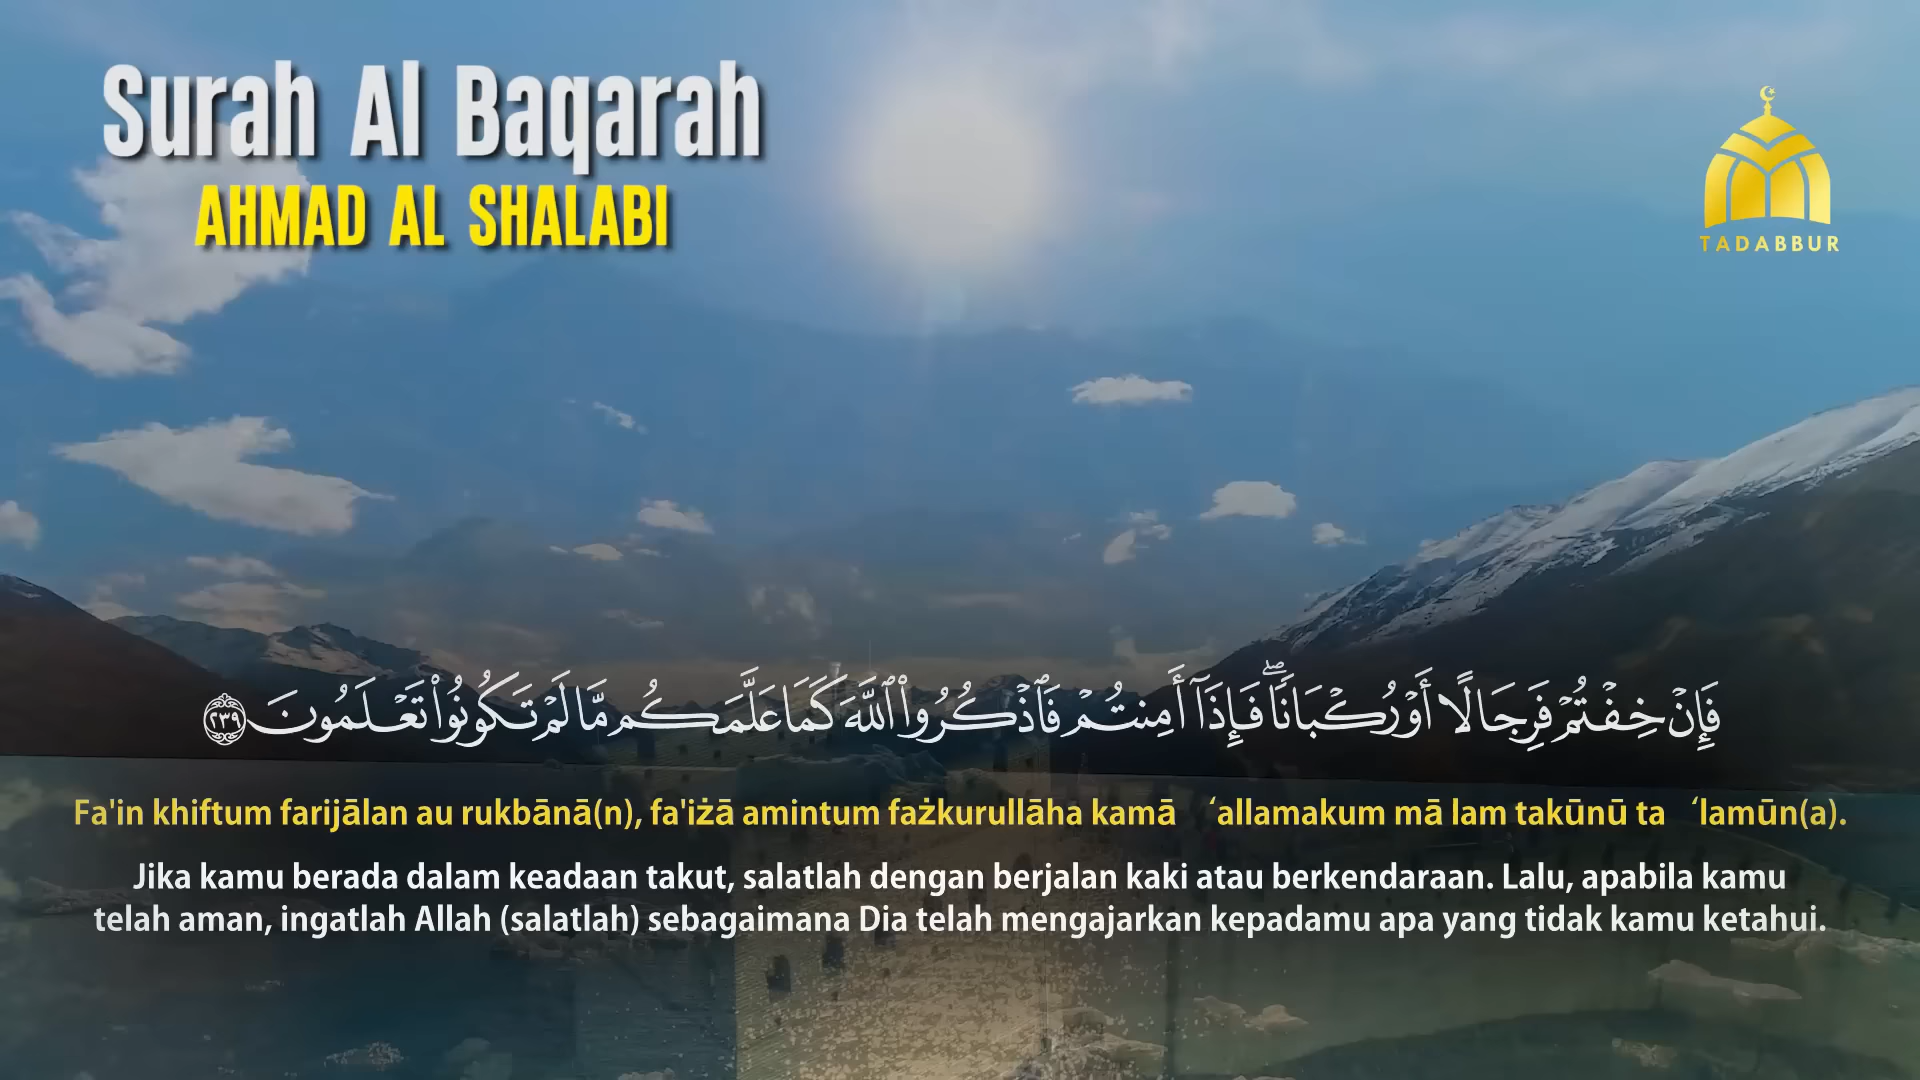 Surah Al Baqarah
AHMAD AL SHALABI
TADABBUR
فَإِنْ خِفْتُمْ فَرِجَالًا أَوْ رُكْبَانًا ۖ فَإِذَآ أَمِنتُمْ فَٱذْكُرُوا۟ ٱللَّهَ كَمَا عَلَّمَكُم مَّا لَمْ تَكُونُوا۟ تَعْلَمُونَ ٢٣٩
Fa'in khiftum farijālan au rukbānā(n), fa'iżā amintum fażkurullāha kamā ‘allamakum mā lam takūnū ta ‘lamūn(a).
Jika kamu berada dalam keadaan takut, salatlah dengan berjalan kaki atau berkendaraan. Lalu, apabila kamu
telah aman, ingatlah Allah (salatlah) sebagaimana Dia telah mengajarkan kepadamu apa yang tidak kamu ketahui.